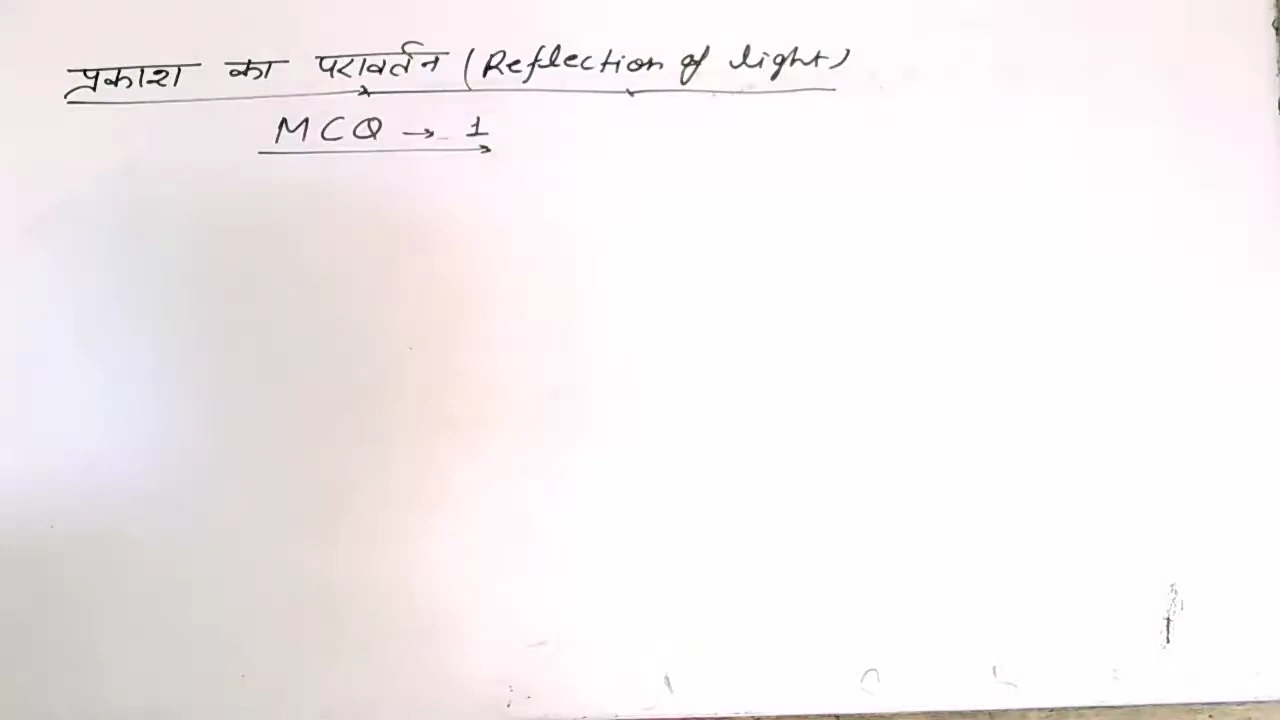 प्रकाश का परावर्तन (Reflection of light)
MCQ → 1